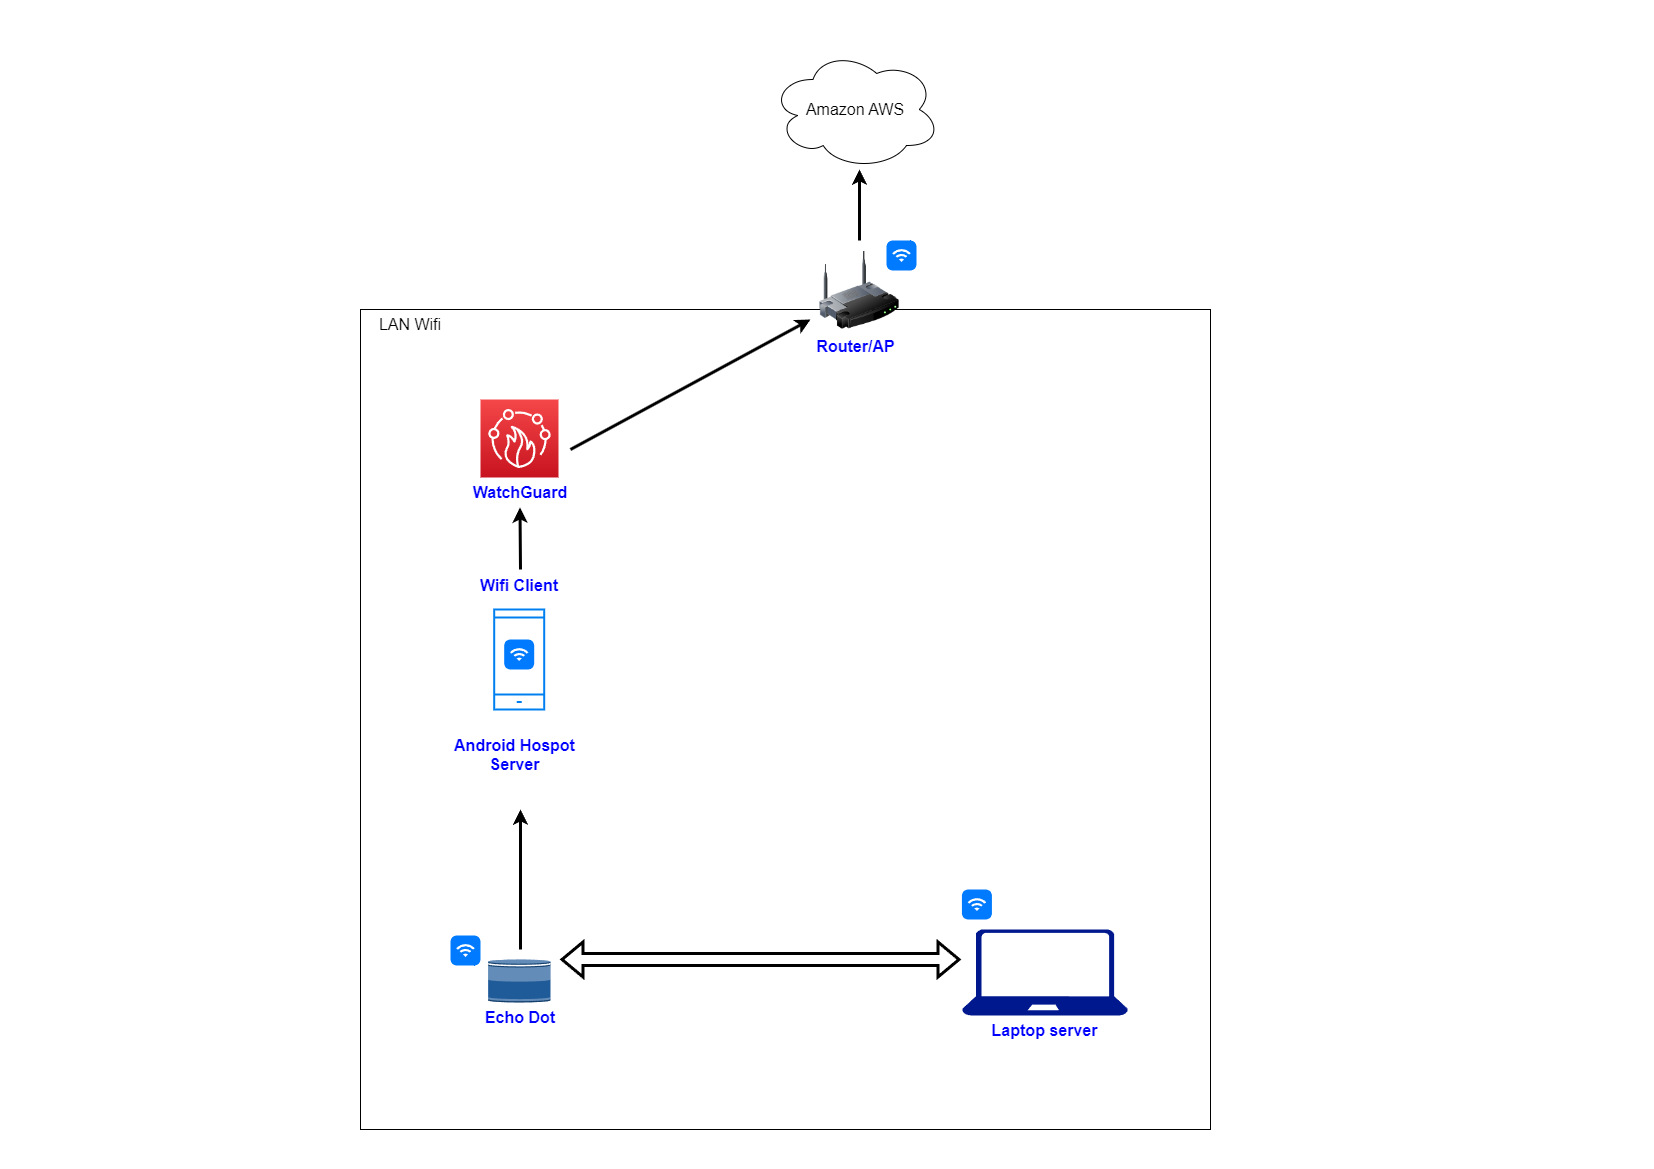 Amazon AWS
LAN Wifi
Router/AP
WatchGuard
Wifi Client
Android Hospot
Server
Echo Dot
Laptop server